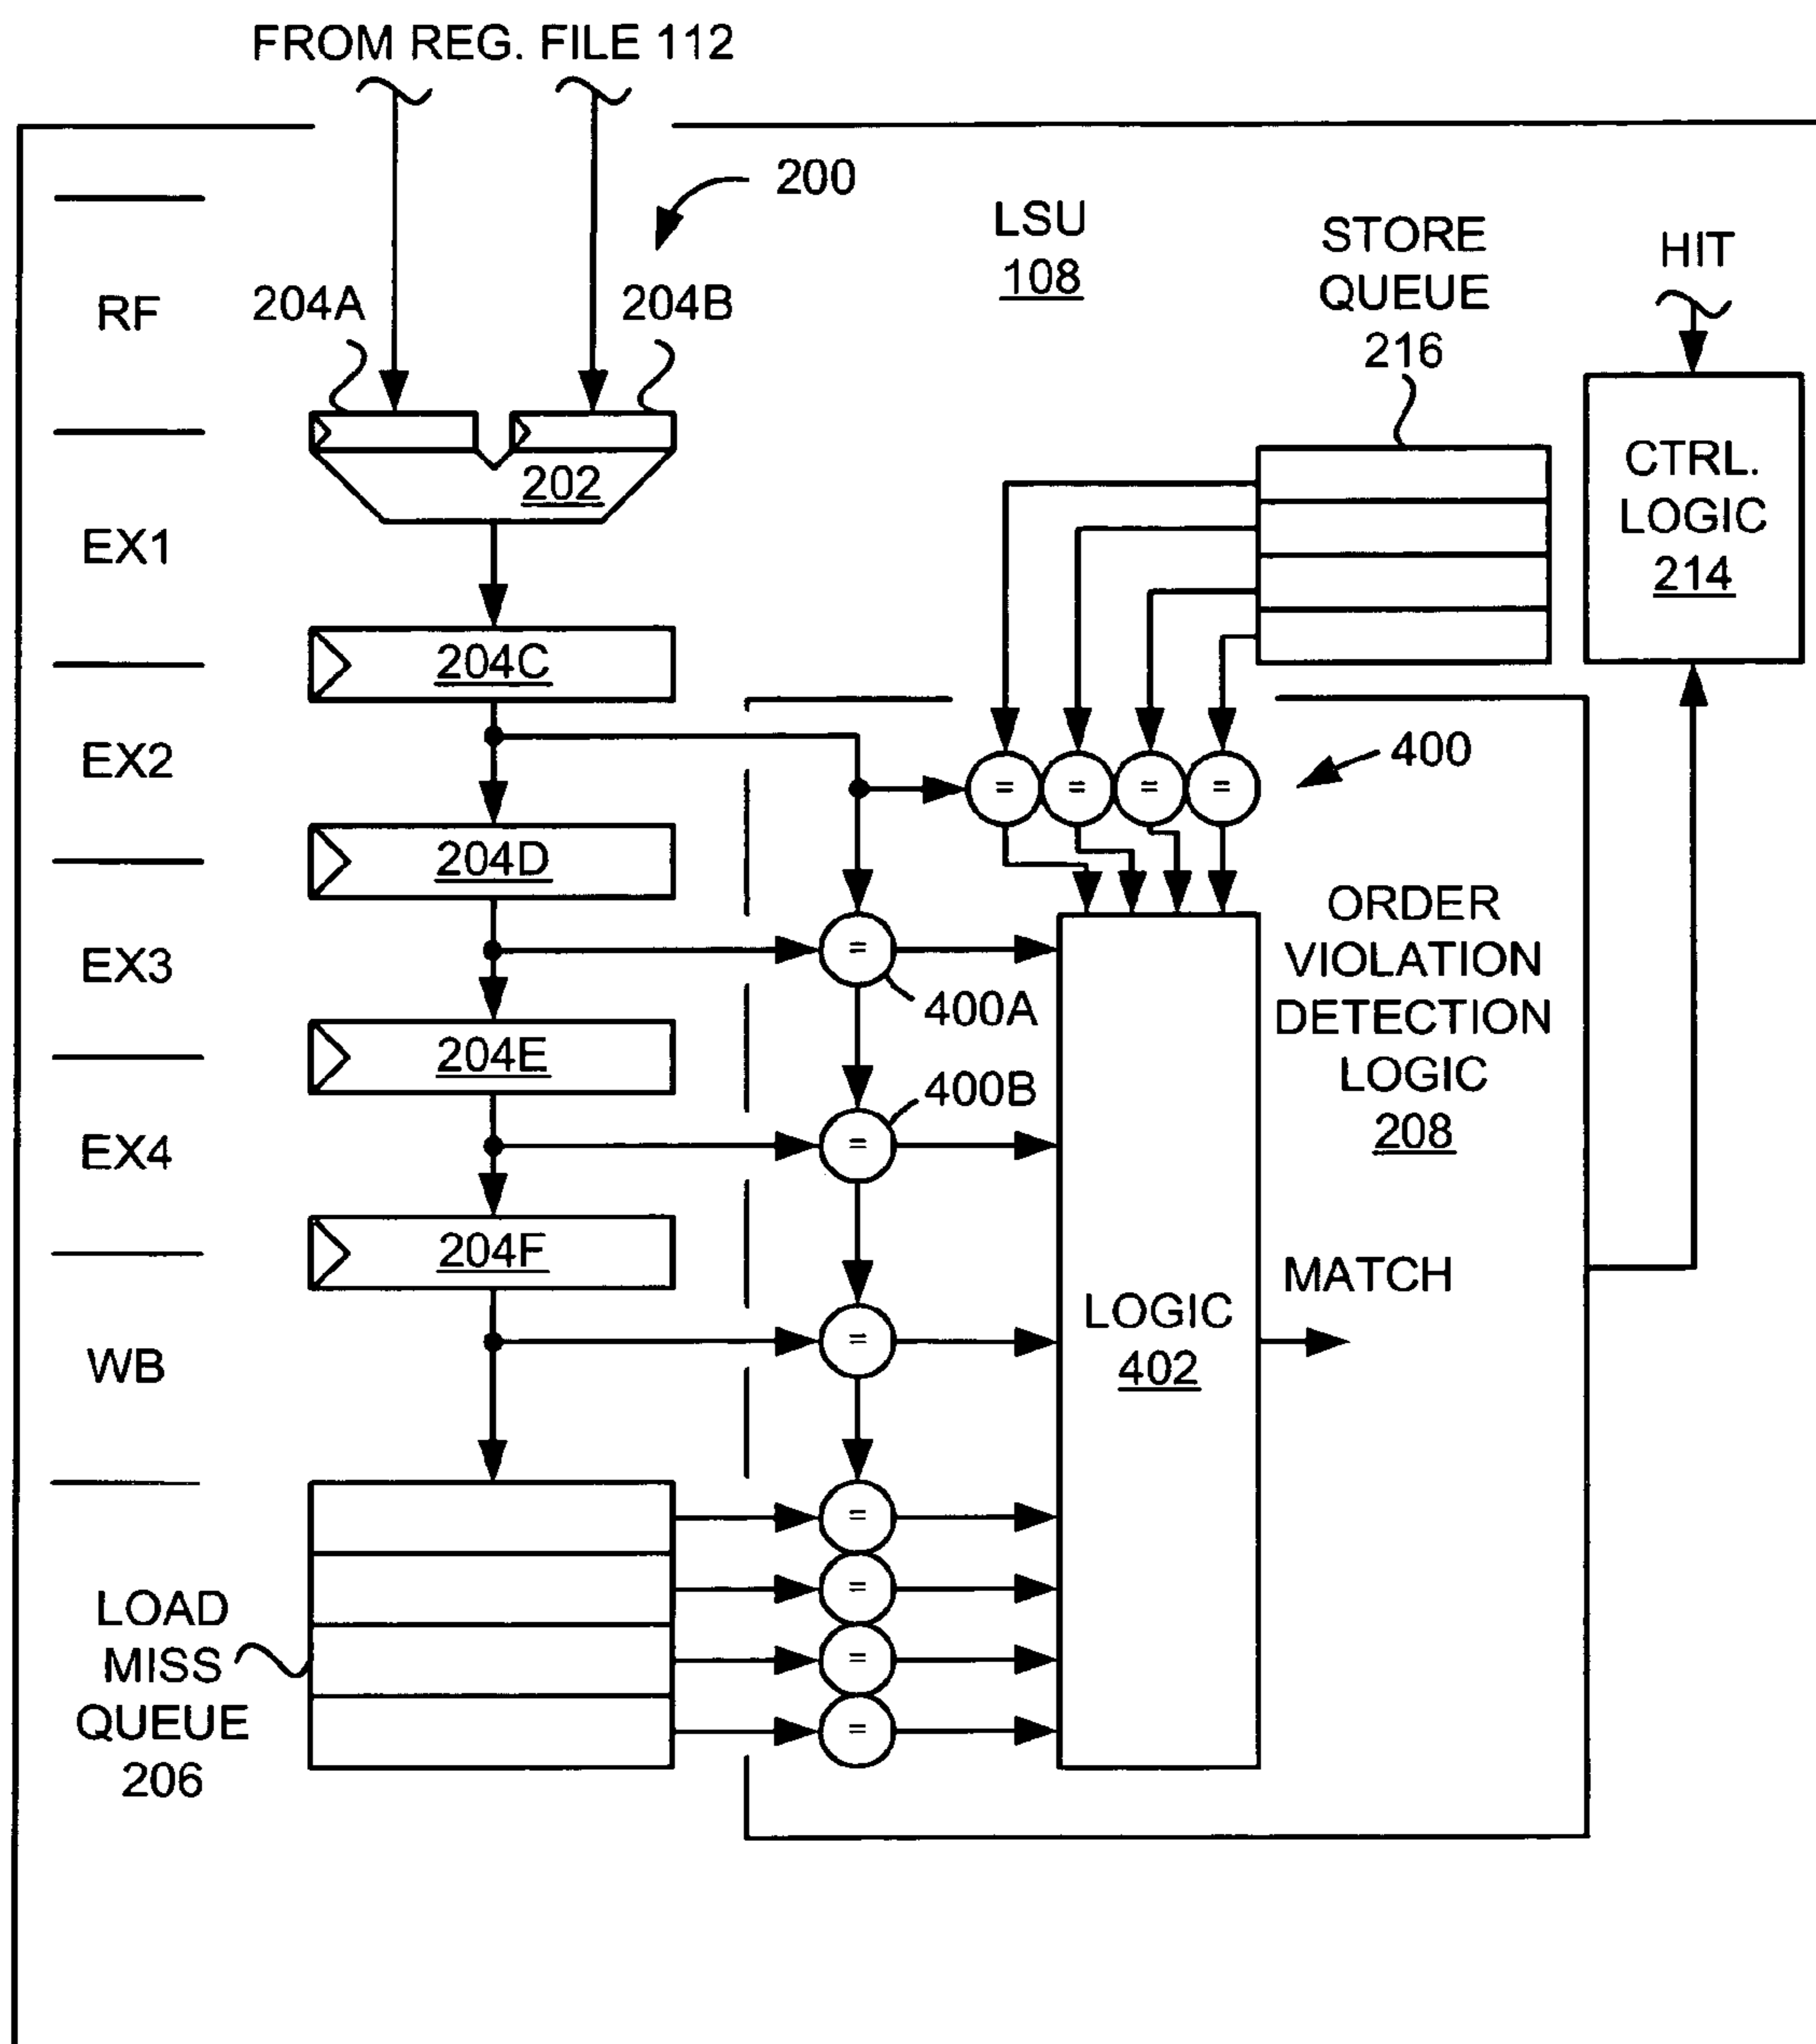 FROM REG. FILE 112
200
LSU
108
STORE
QUEUE
216
HIT
RF
204A
204B
CTRL.
LOGIC
214
202
EX1
204C
EX2
=
=
=
=
400
204D
ORDER
VIOLATION
DETECTION
LOGIC
208
EX3
=
400A
204E
400B
EX4
=
204F
MATCH
WB
=
LOGIC
402
=
=
=
=
LOAD
MISS
QUEUE
206